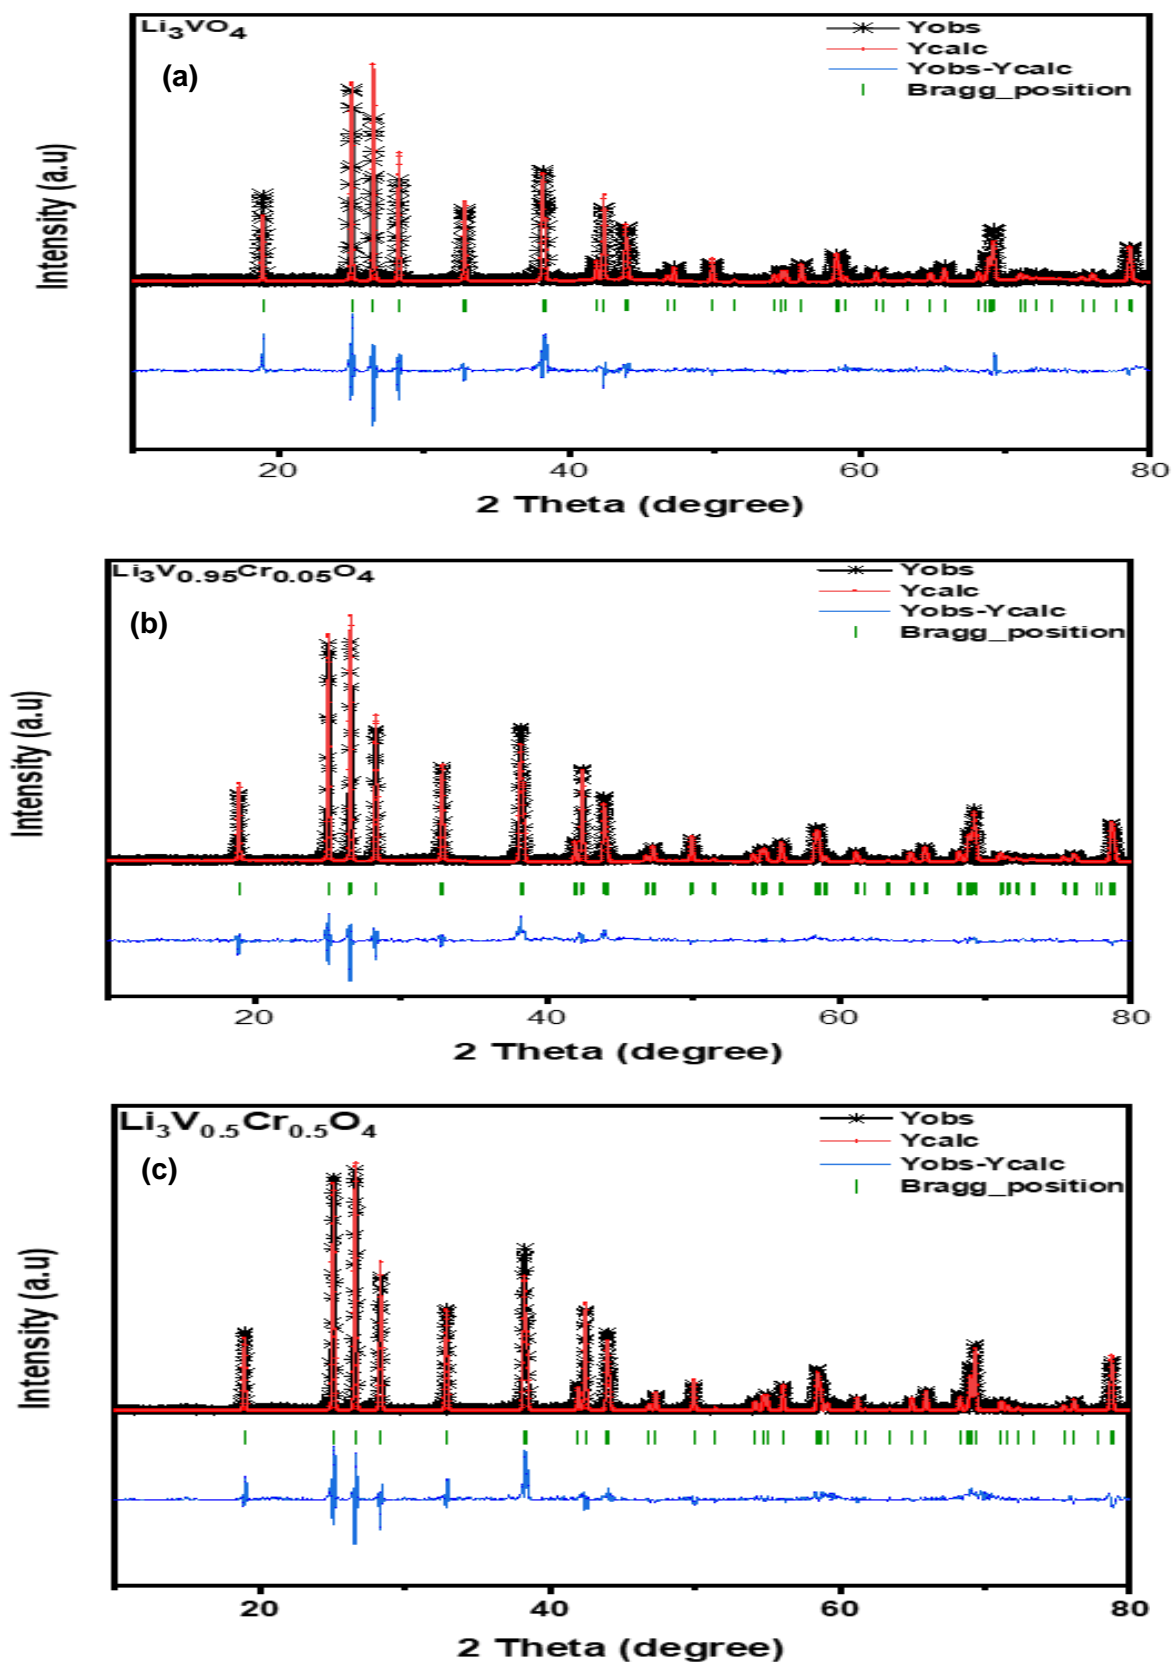 Li₃VO₄
Yobs
Ycalc
Yobs-Ycalc
Bragg_position
(a)
Intensity (a.u)
20 40 60 80
2 Theta (degree)
Li₃V₀.₉₅Cr₀.₀₅O₄
Yobs
Ycalc
Yobs-Ycalc
Bragg_position
(b)
Intensity (a.u)
20 40 60 80
2 Theta (degree)
Li₃V₀.₅Cr₀.₅O₄
Yobs
Ycalc
Yobs-Ycalc
Bragg_position
(c)
Intensity (a.u)
20 40 60 80
2 Theta (degree)